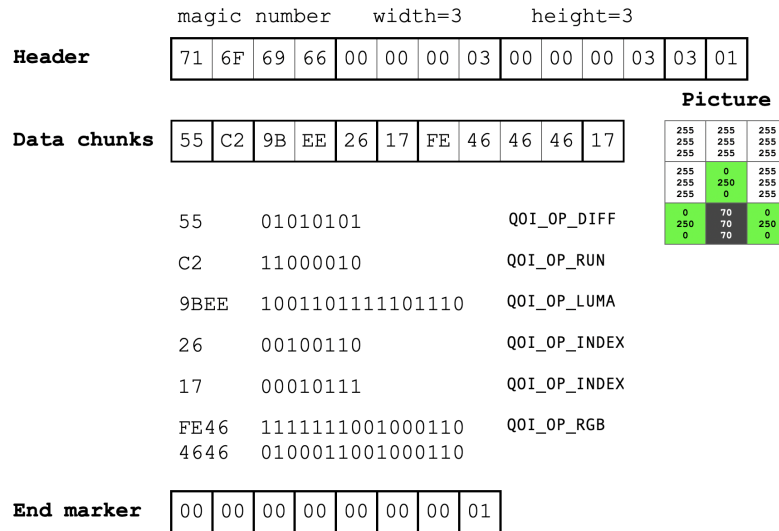 magic number width=3 height=3
Header 71 6F 69 66 00 00 00 03 00 00 00 03 03 01
Picture
Data chunks 55 C2 9B EE 26 17 FE 46 46 46 17
255 255 255
255 255 255
255 255 255
255 0 255
255 250 255
255 0 255
0 70 0
250 70 250
0 70 0
55 01010101 QOI_OP_DIFF
C2 11000010 QOI_OP_RUN
9BEE 1001101111101110 QOI_OP_LUMA
26 00100110 QOI_OP_INDEX
17 00010111 QOI_OP_INDEX
FE46 1111111001000110 QOI_OP_RGB
4646 0100011001000110
End marker 00 00 00 00 00 00 00 01